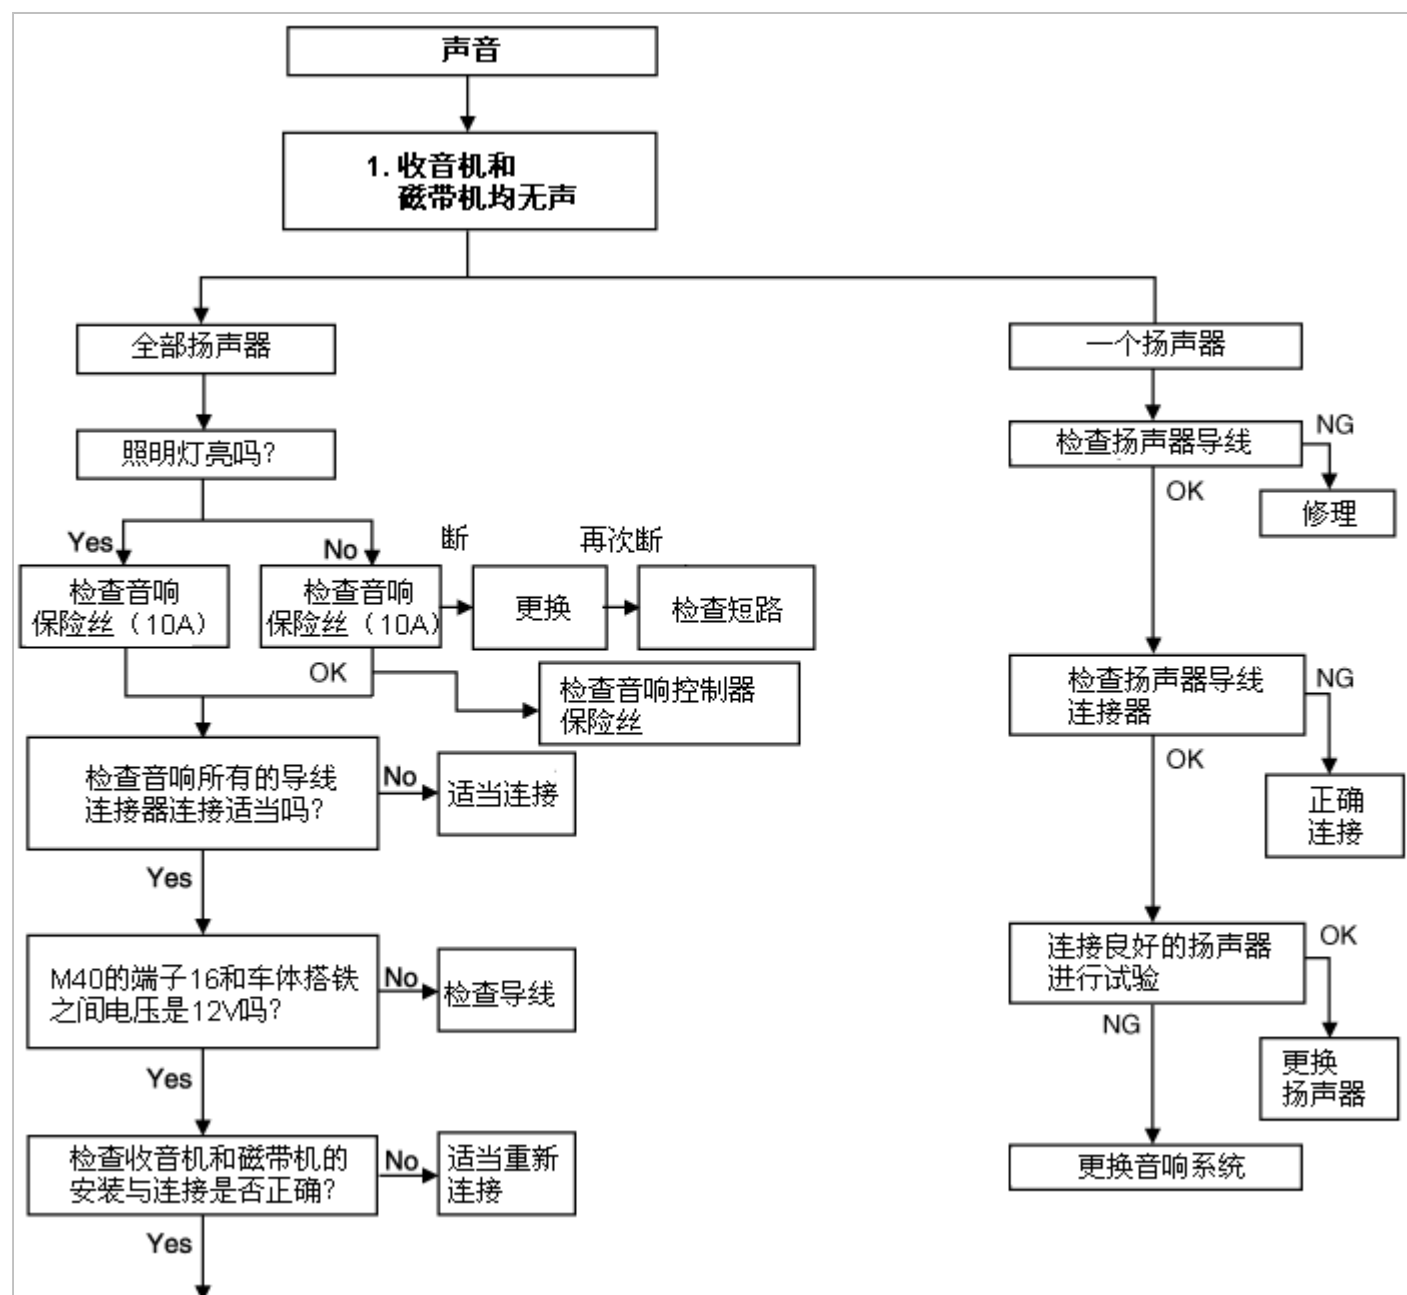 声音
1. 收音机和
磁带机均无声
全部扬声器
一个扬声器
照明灯亮吗?
检查扬声器导线
NG
OK
修理
Yes
No
断
再次断
检查音响
保险丝（10A）
检查音响
保险丝（10A）
更换
检查短路
OK
检查音响控制器
保险丝
检查扬声器导线
连接器
NG
OK
正确
连接
检查音响所有的导线
连接器连接适当吗?
No
适当连接
Yes
M40的端子16和车体搭铁
之间电压是12V吗?
No
检查导线
Yes
连接良好的扬声器
进行试验
OK
NG
更换
扬声器
更换音响系统
检查收音机和磁带机的
安装与连接是否正确?
No
适当重新
连接
Yes